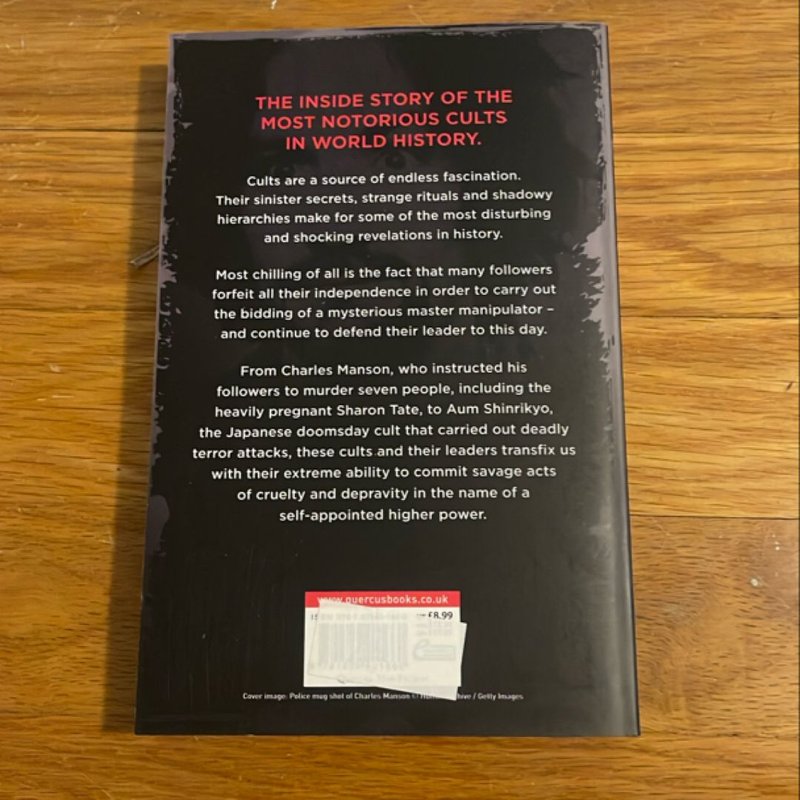 THE INSIDE STORY OF THE
MOST NOTORIOUS CULTS
IN WORLD HISTORY.
Cults are a source of endless fascination.
Their sinister secrets, strange rituals and shadowy
hierarchies make for some of the most disturbing
and shocking revelations in history.
Most chilling of all is the fact that many followers
forfeit all their independence in order to carry out
the bidding of a mysterious master manipulator –
and continue to defend their leader to this day.
From Charles Manson, who instructed his
followers to murder seven people, including the
heavily pregnant Sharon Tate, to Aum Shinrikyo,
the Japanese doomsday cult that carried out deadly
terror attacks, these cults and their leaders transfix us
with their extreme ability to commit savage acts
of cruelty and depravity in the name of a
self-appointed higher power.
www.quercusbooks.co.uk
£8.99
Cover image: Police mug shot of Charles Manson © / Getty Images